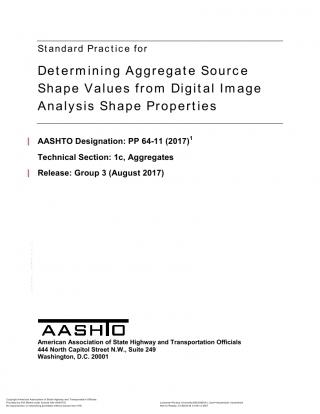 Standard Practice for
Determining Aggregate Source
Shape Values from Digital Image
Analysis Shape Properties
AASHTO Designation: PP 64-11 (2017)1
Technical Section: 1c, Aggregates
Release: Group 3 (August 2017)
AASHTO
American Association of State Highway and Transportation Officials
444 North Capitol Street N.W., Suite 249
Washington, D.C. 20001